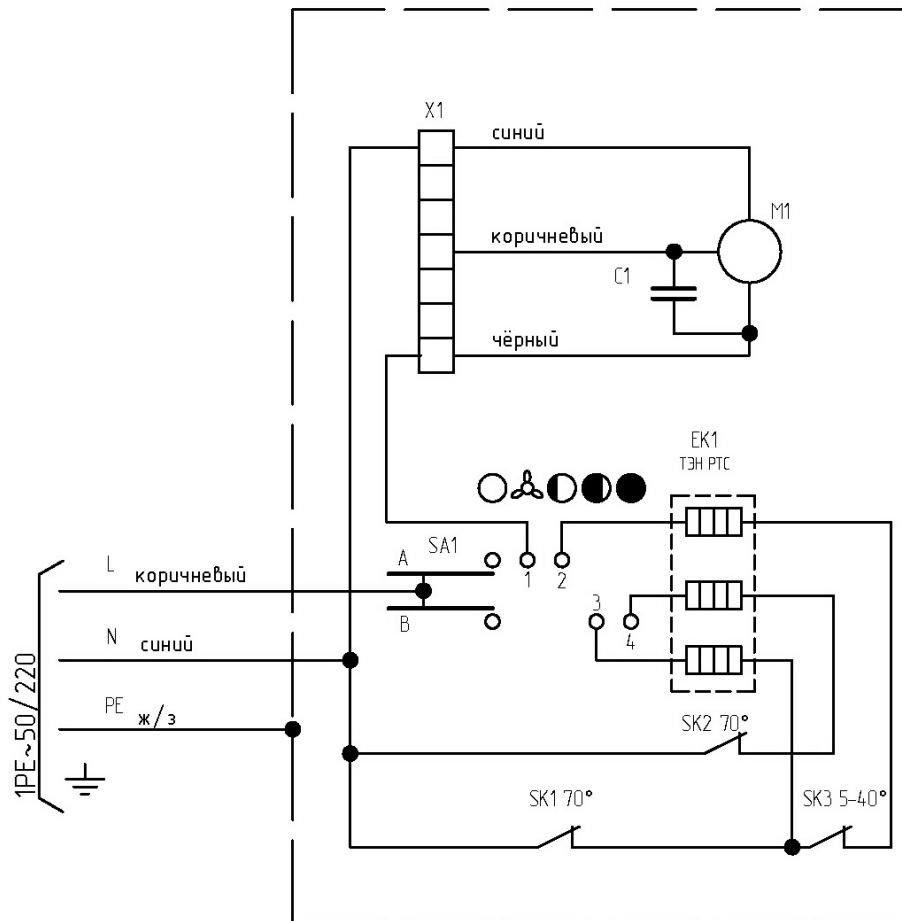 X1
синий
M1
коричневый
C1
чёрный
EK1
ТЭН PTC
A
SA1
1
2
L
коричневый
B
3
4
N
синий
PE
ж/з
1PE~50/220
SK2 70°
SK1 70°
SK3 5-40°